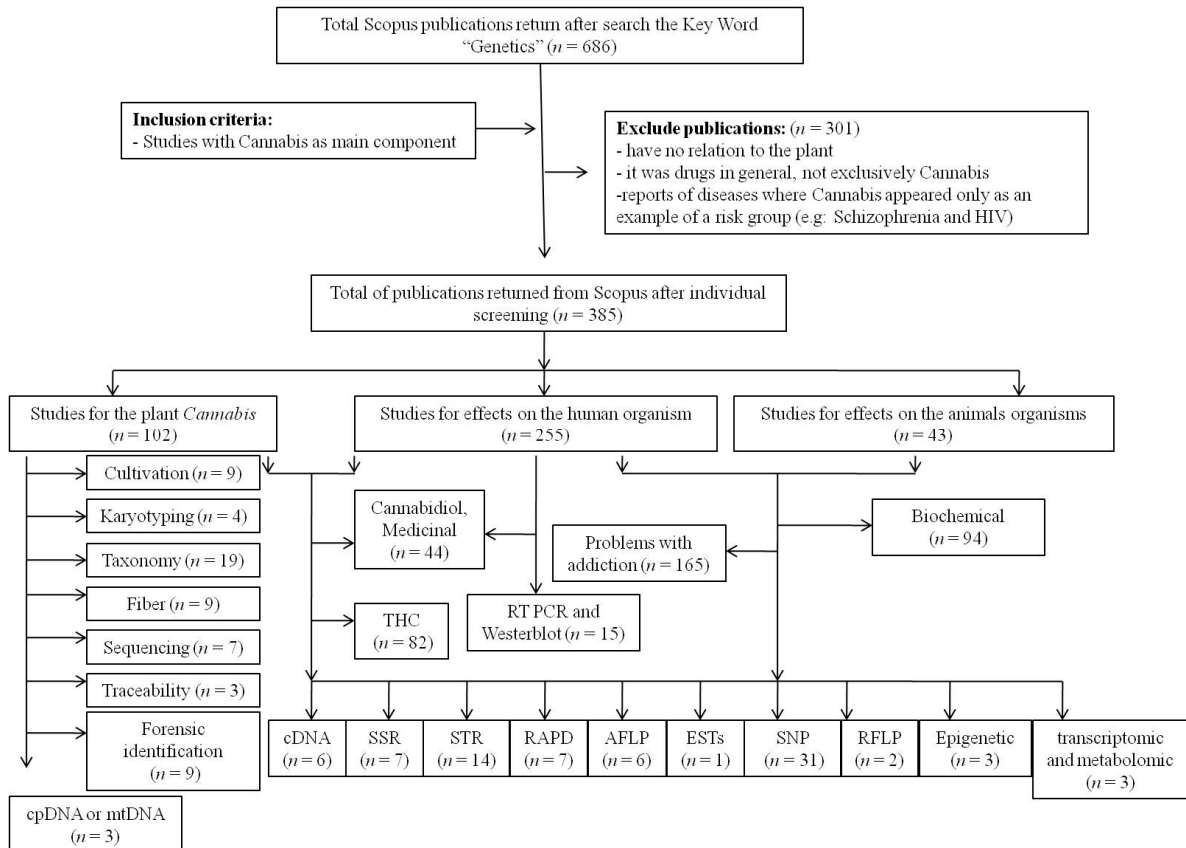 Total Scopus publications return after search the Key Word
“Genetics” (n = 686)
Inclusion criteria:
- Studies with Cannabis as main component
Exclude publications: (n = 301)
- have no relation to the plant
- it was drugs in general, not exclusively Cannabis
-reports of diseases where Cannabis appeared only as an
example of a risk group (e.g: Schizophrenia and HIV)
Total of publications returned from Scopus after individual
screening (n = 385)
Studies for the plant Cannabis
(n = 102)
Studies for effects on the human organism
(n = 255)
Studies for effects on the animals organisms
(n = 43)
Cultivation (n = 9)
Karyotyping (n = 4)
Taxonomy (n = 19)
Fiber (n = 9)
Sequencing (n = 7)
Traceability (n = 3)
Forensic
identification
(n = 9)
cpDNA or mtDNA
(n = 3)
Cannabidiol,
Medicinal
(n = 44)
THC
(n = 82)
RT PCR and
Westerblot (n = 15)
Problems with
addiction (n = 165)
Biochemical
(n = 94)
cDNA
(n = 6)
SSR
(n = 7)
STR
(n = 14)
RAPD
(n = 7)
AFLP
(n = 6)
ESTs
(n = 1)
SNP
(n = 31)
RFLP
(n = 2)
Epigenetic
(n = 3)
transcriptomic
and metabolomic
(n = 3)